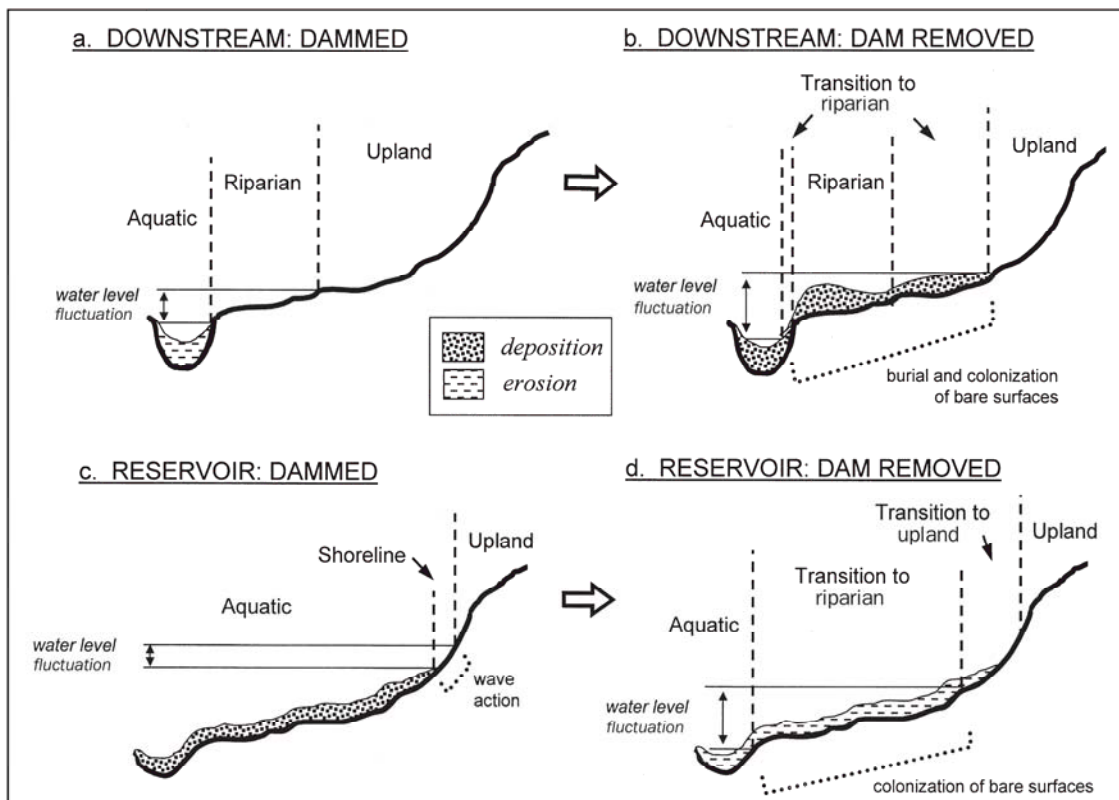 a. DOWNSTREAM: DAMMED
Upland
Riparian
Aquatic
water level
fluctuation
b. DOWNSTREAM: DAM REMOVED
Transition to
riparian
Upland
Riparian
Aquatic
water level
fluctuation
burial and colonization
of bare surfaces
deposition
erosion
c. RESERVOIR: DAMMED
Upland
Shoreline
Aquatic
water level
fluctuation
wave
action
d. RESERVOIR: DAM REMOVED
Transition to
upland
Upland
Transition to
riparian
Aquatic
water level
fluctuation
colonization of bare surfaces